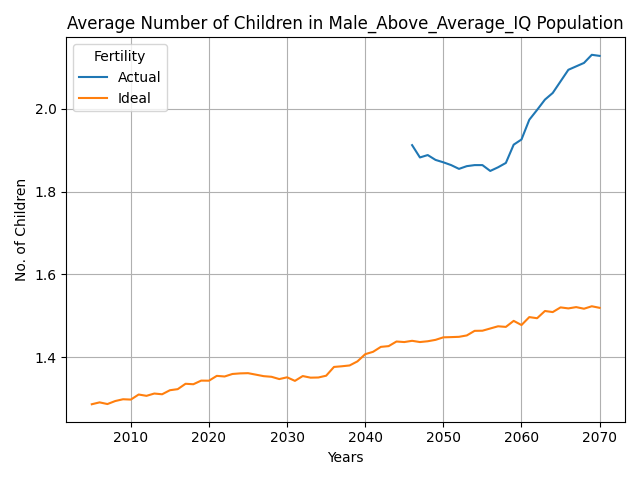 Average Number of Children in Male_Above_Average_IQ Population
Fertility
Actual
Ideal
No. of Children
2.0
1.8
1.6
1.4
2010 2020 2030 2040 2050 2060 2070
Years